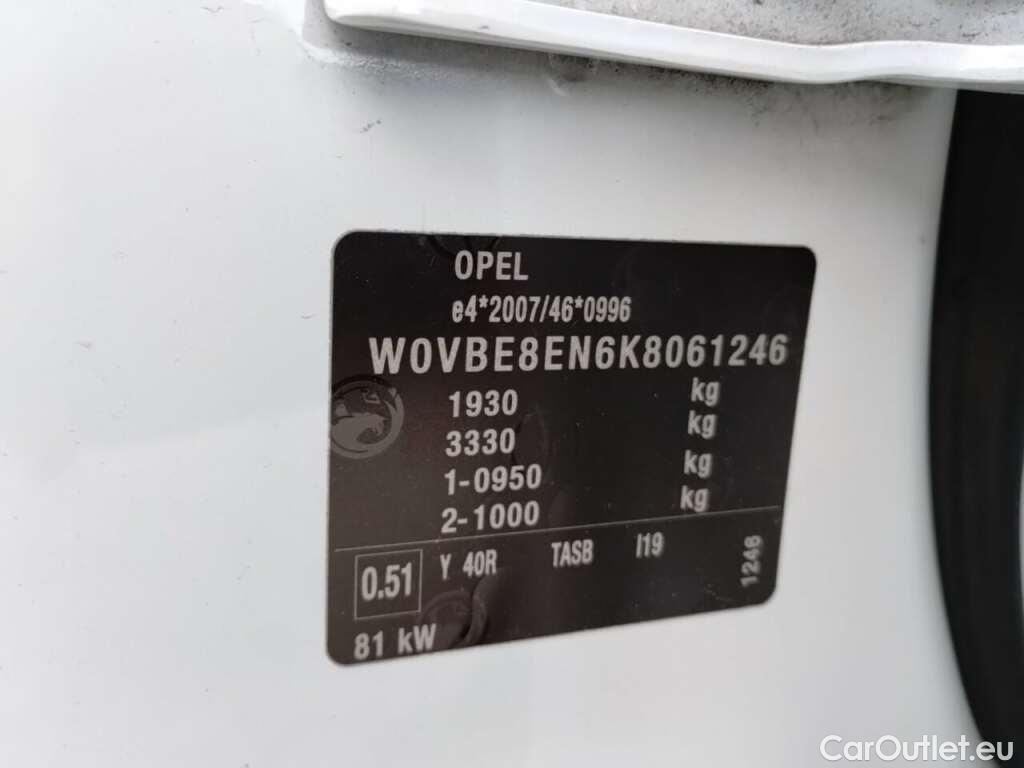 OPEL
e4*2007/46*0996
W0VBE8EN6K8061246
1930 kg
3330 kg
1-0950 kg
2-1000 kg
0.51 Y 40R TASB I19 1246
81 kW
CarOutlet.eu